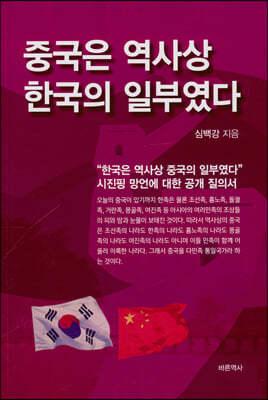 중국은 역사상
한국의 일부였다
심백강 지음
“한국은 역사상 중국의 일부였다”
시진핑 망언에 대한 공개 질의서
오늘의 중국이 있기까지 한족은 물론 조선족, 흉노족, 돌궐
족, 거란족, 몽골족, 여진족 등 아시아의 여러민족의 조상들
의 피와 땀과 눈물이 보태진 것이다. 따라서 역사상의 중국
은 조선족의 나라도 한족의 나라도 흉노족의 나라도 몽골
족의 나라도 여진족의 나라도 아니며 이들 민족이 함께 어
울려 이룩한 나라다. 그래서 중국을 다민족 통일국가라 하
는 것이다.
바른역사